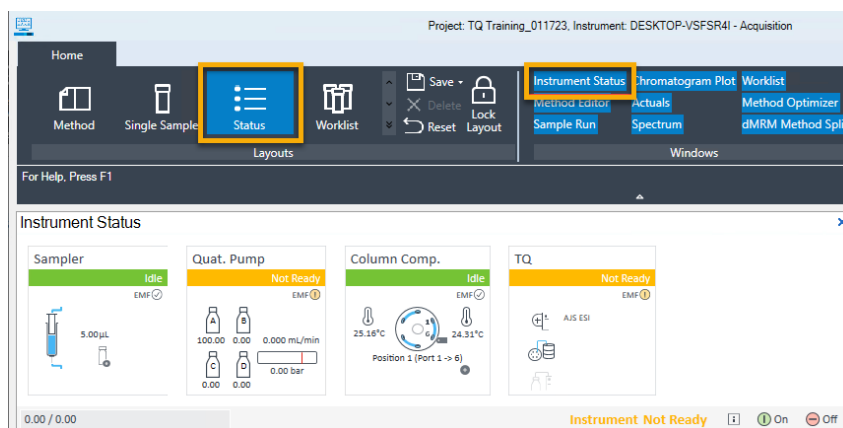 Project: TQ Training_011723, Instrument: DESKTOP-VSFSR4I - Acquisition
Home
Method
Single Sample
Status
Worklist
Save
Delete
Reset
Lock
Layout
Layouts
Instrument Status Chromatogram Plot Worklist
Method Editor Actuals Method Optimizer
Sample Run Spectrum dMRM Method Spli
Windows
For Help, Press F1
Instrument Status
Sampler
Idle
EMF
5.00µL
Quat. Pump
Not Ready
EMF
A B
100.00 0.00 0.000 mL/min
C D
0.00 bar
0.00 0.00
Column Comp.
Idle
EMF
25.16°C 1 6 24.31°C
Position 1 (Port 1 -> 6)
TQ
Not Ready
EMF
AJS ESI
0.00 / 0.00
Instrument Not Ready
i
On
Off